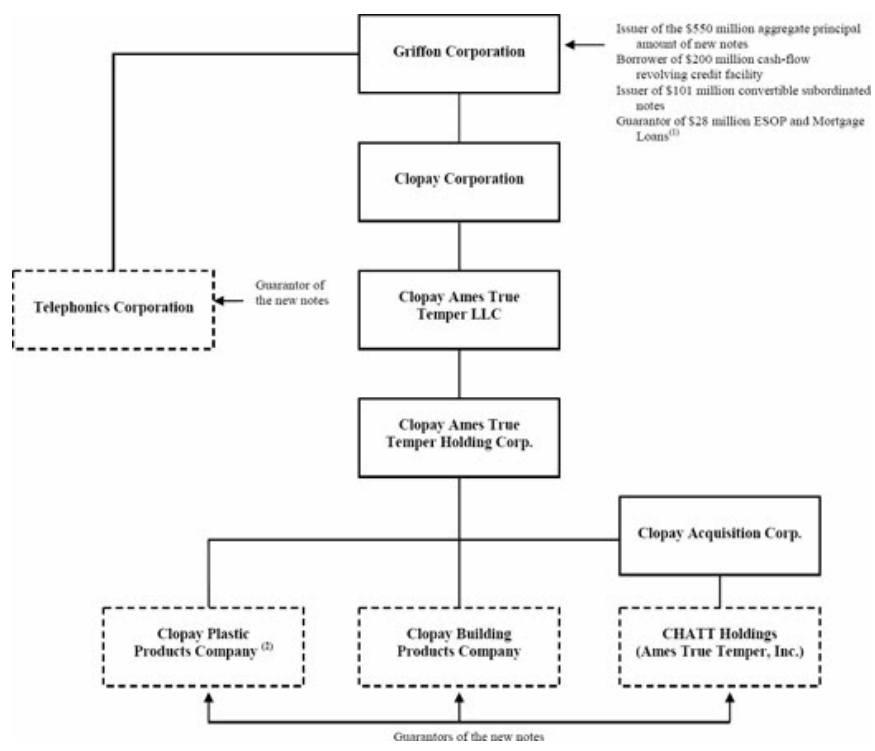 Griffon Corporation
Issuer of the $550 million aggregate principal
amount of new notes
Borrower of $200 million cash-flow
revolving credit facility
Issuer of $101 million convertible subordinated
notes
Guarantor of $28 million ESOP and Mortgage
Loans(1)
Clopay Corporation
Telephonics Corporation
Guarantor of
the new notes
Clopay Ames True
Temper LLC
Clopay Ames True
Temper Holding Corp.
Clopay Acquisition Corp.
Clopay Plastic
Products Company (2)
Clopay Building
Products Company
CHATT Holdings
(Ames True Temper, Inc.)
Guarantors of the new notes